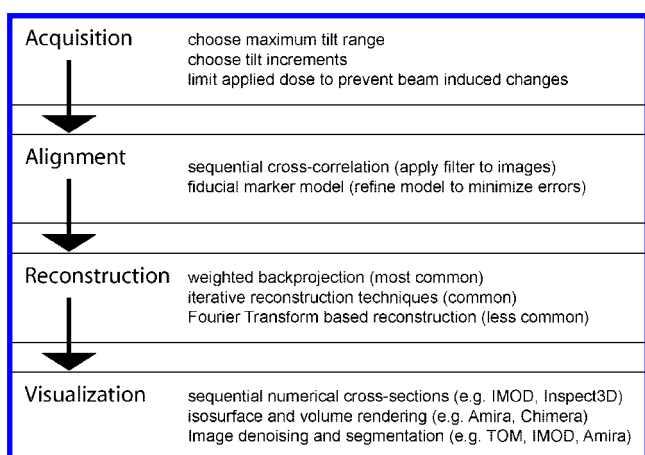 Acquisition
choose maximum tilt range
choose tilt increments
limit applied dose to prevent beam induced changes
Alignment
sequential cross-correlation (apply filter to images)
fiducial marker model (refine model to minimize errors)
Reconstruction
weighted backprojection (most common)
iterative reconstruction techniques (common)
Fourier Transform based reconstruction (less common)
Visualization
sequential numerical cross-sections (e.g. IMOD, Inspect3D)
isosurface and volume rendering (e.g. Amira, Chimera)
Image denoising and segmentation (e.g. TOM, IMOD, Amira)